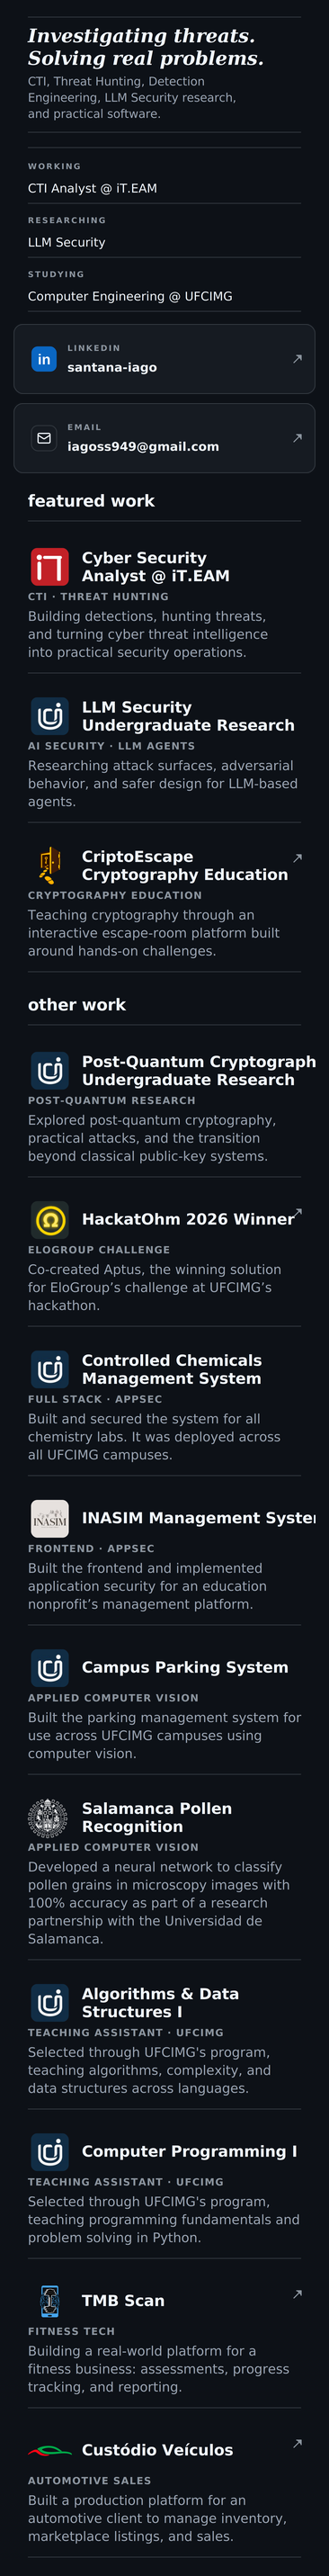 Investigating threats.
Solving real problems.
CTI, Threat Hunting, Detection
Engineering, LLM Security research,
and practical software.
WORKING
CTI Analyst @ iT.EAM
RESEARCHING
LLM Security
STUDYING
Computer Engineering @ UFCIMG
in
LINKEDIN
santana-iago
↗
EMAIL
iagoss949@gmail.com
↗
featured work
Cyber Security
Analyst @ iT.EAM
CTI · THREAT HUNTING
Building detections, hunting threats,
and turning cyber threat intelligence
into practical security operations.
LLM Security
Undergraduate Research
AI SECURITY · LLM AGENTS
Researching attack surfaces, adversarial
behavior, and safer design for LLM-based
agents.
CriptoEscape
↗
Cryptography Education
CRYPTOGRAPHY EDUCATION
Teaching cryptography through an
interactive escape-room platform built
around hands-on challenges.
other work
Post-Quantum Cryptograph
Undergraduate Research
POST-QUANTUM RESEARCH
Explored post-quantum cryptography,
practical attacks, and the transition
beyond classical public-key systems.
Ω
HackatOhm 2026 Winner
↗
ELOGROUP CHALLENGE
Co-created Aptus, the winning solution
for EloGroup’s challenge at UFCIMG’s
hackathon.
Controlled Chemicals
Management System
FULL STACK · APPSEC
Built and secured the system for all
chemistry labs. It was deployed across
all UFCIMG campuses.
INASIM
INASIM Management Syster
FRONTEND · APPSEC
Built the frontend and implemented
application security for an education
nonprofit’s management platform.
Campus Parking System
APPLIED COMPUTER VISION
Built the parking management system for
use across UFCIMG campuses using
computer vision.
Salamanca Pollen
Recognition
APPLIED COMPUTER VISION
Developed a neural network to classify
pollen grains in microscopy images with
100% accuracy as part of a research
partnership with the Universidad de
Salamanca.
Algorithms & Data
Structures I
TEACHING ASSISTANT · UFCIMG
Selected through UFCIMG's program,
teaching algorithms, complexity, and
data structures across languages.
Computer Programming I
TEACHING ASSISTANT · UFCIMG
Selected through UFCIMG's program,
teaching programming fundamentals and
problem solving in Python.
TMB Scan
↗
FITNESS TECH
Building a real-world platform for a
fitness business: assessments, progress
tracking, and reporting.
Custódio Veículos
↗
AUTOMOTIVE SALES
Built a production platform for an
automotive client to manage inventory,
marketplace listings, and sales.